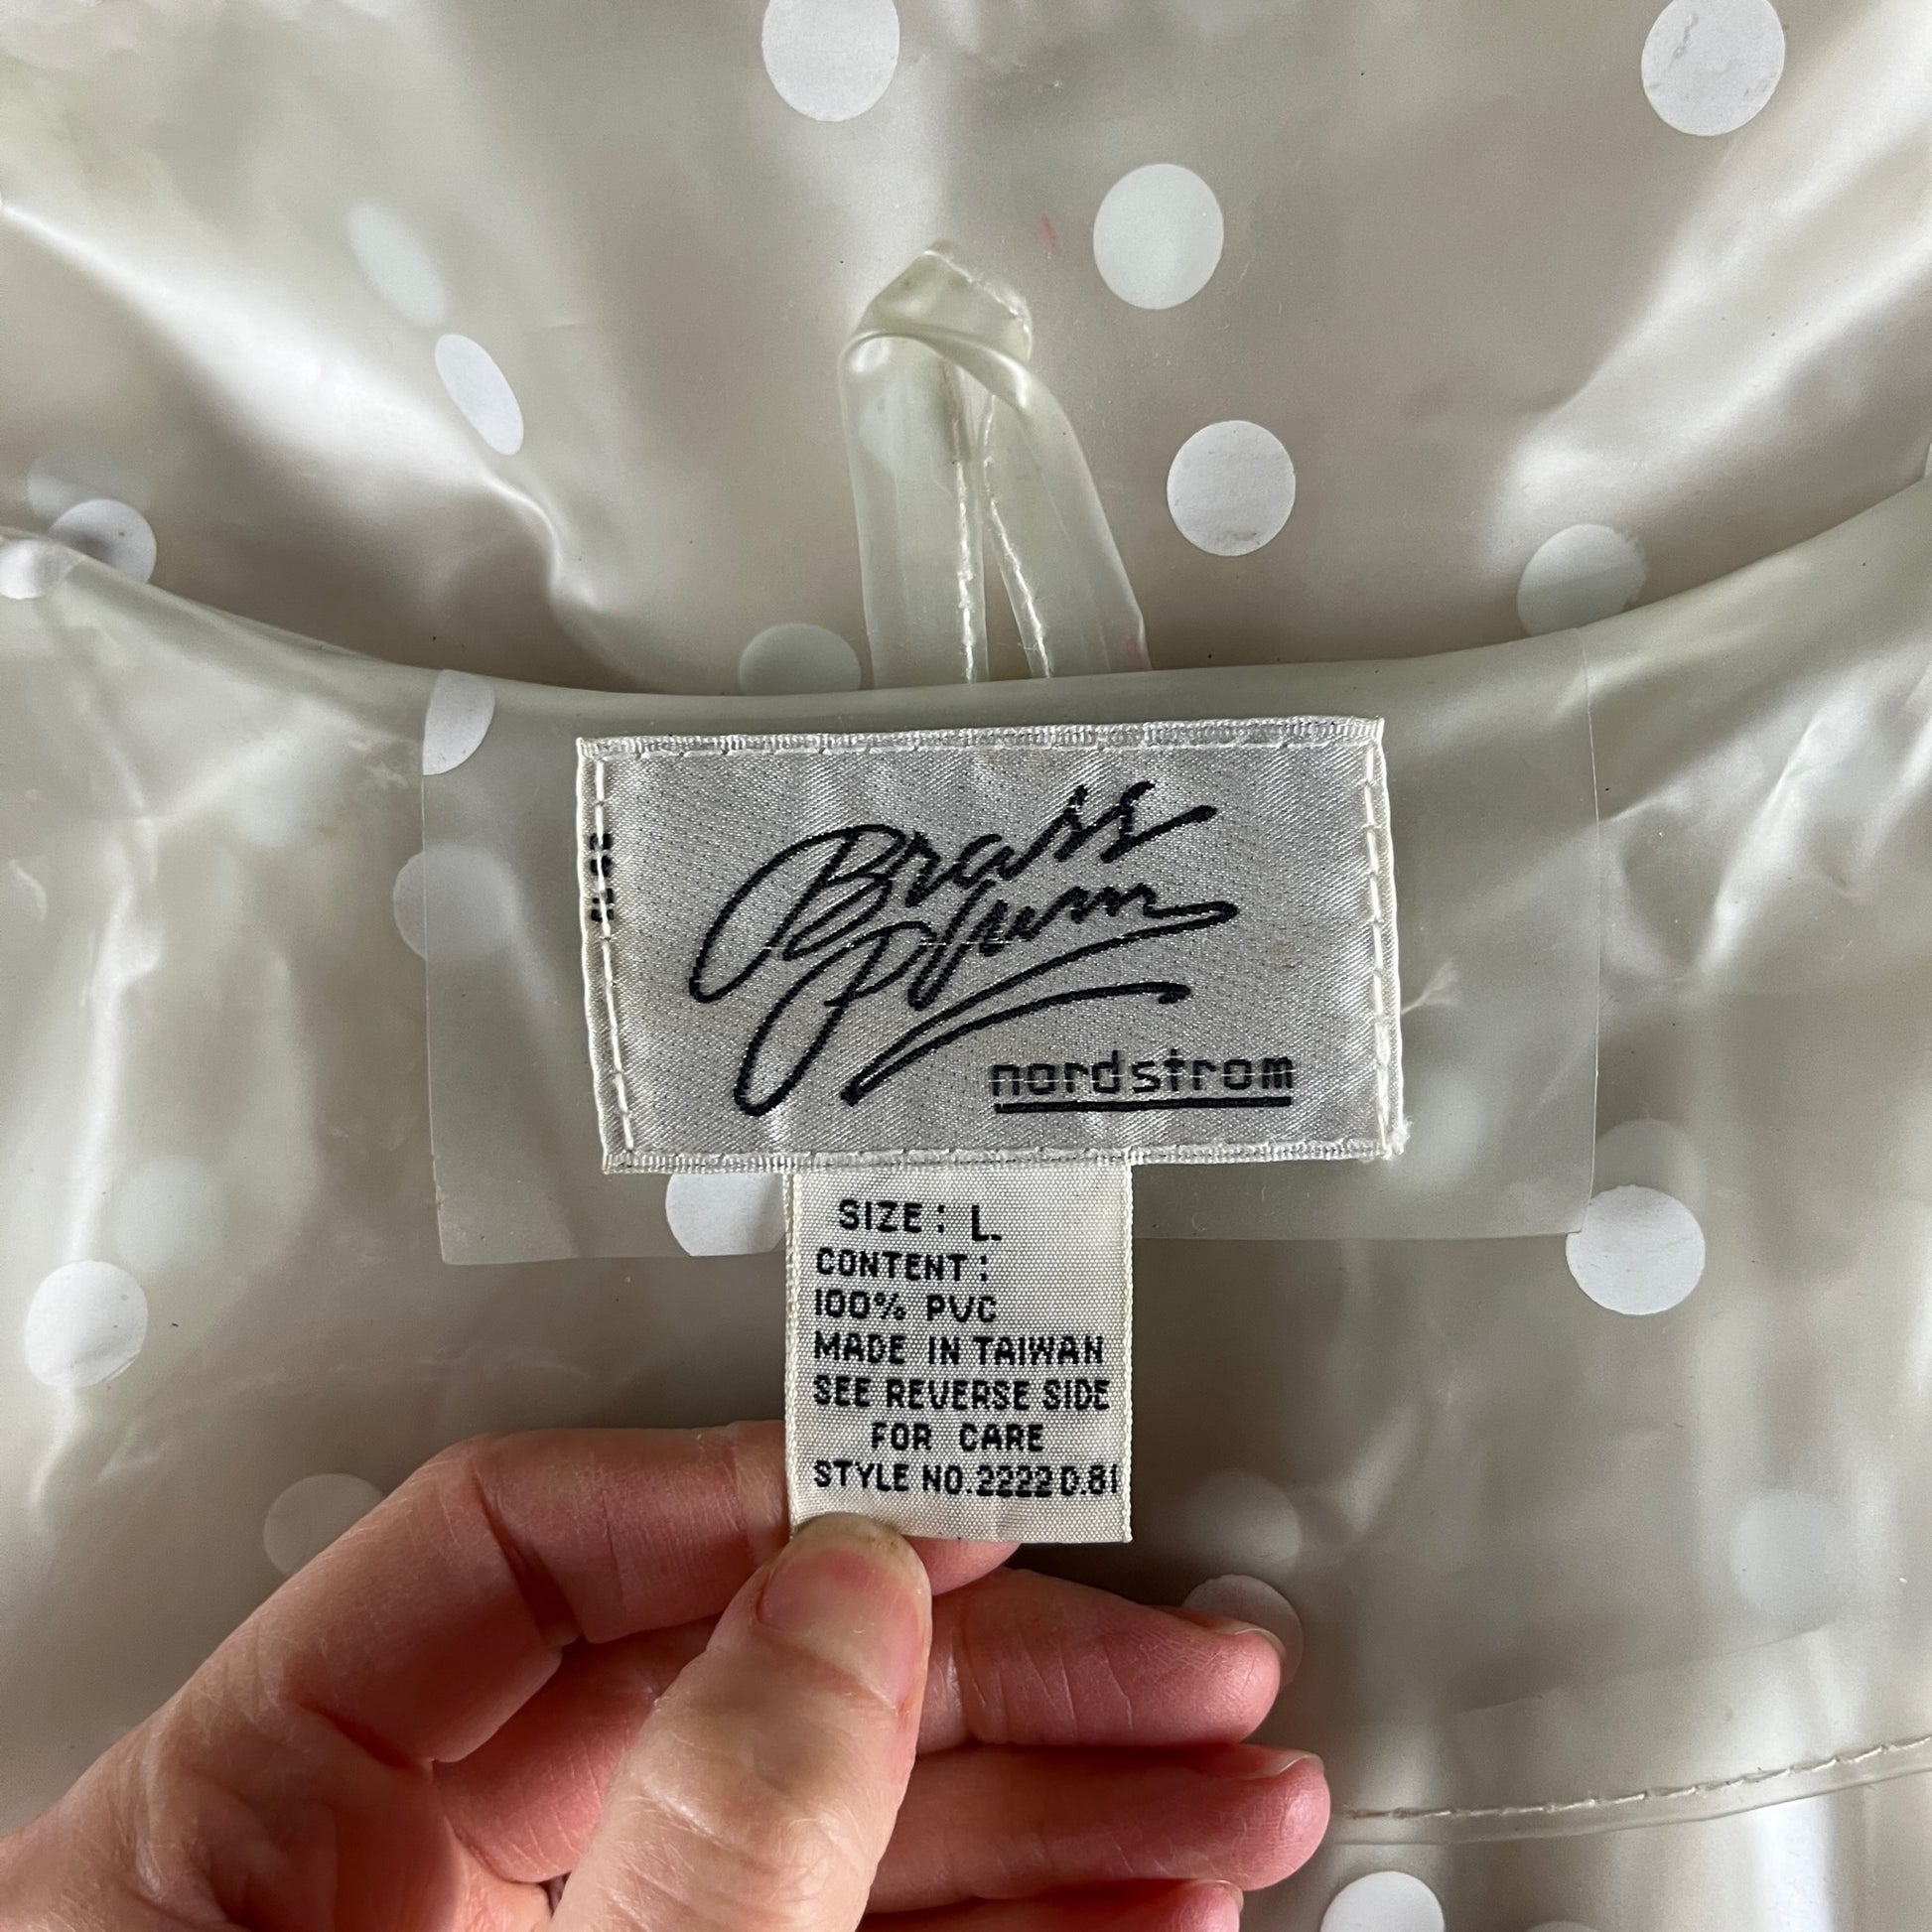 Brass
Plum
nordstrom
SIZE: L.
CONTENT:
100% PVC
MADE IN TAIWAN
SEE REVERSE SIDE
FOR CARE
STYLE NO.2222D.81